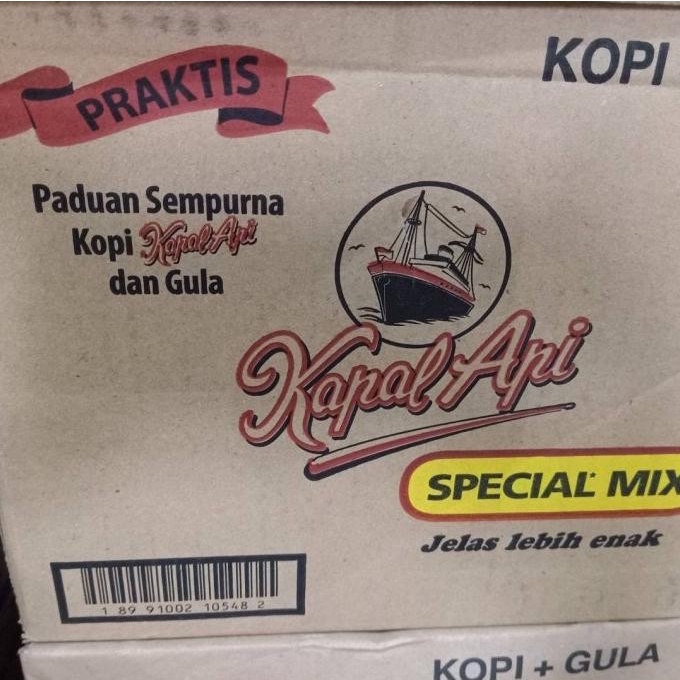 PRAKTIS
KOPI
Paduan Sempurna
Kopi Kapal Api
dan Gula
Kapal Api
SPECIAL MIX
Jelas lebih enak
1 89 91002 10548 2
KOPI + GULA